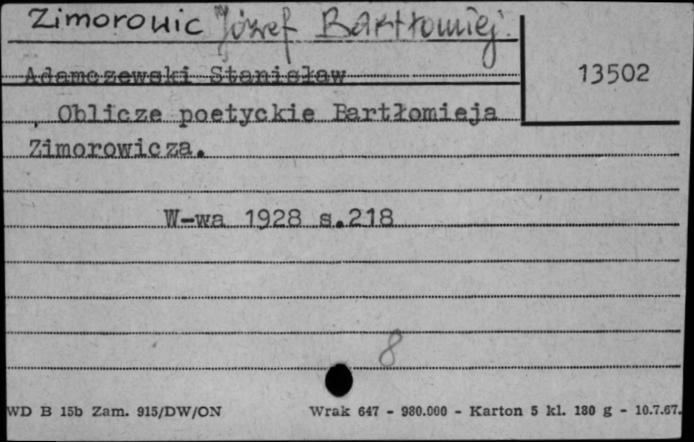 Zimorowic Józef Bartłomiej.
13502
Adamczewski Stanisław
Oblicze poetyckie Bartłomieja
Zimorowicza.
W-wa 1928 s.218
8
WD B 15b Zam. 915/DW/ON Wrak 647 - 980.000 - Karton 5 kl. 180 g - 10.7.67.